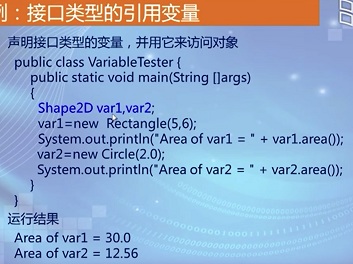 例：接口类型的引用变量
声明接口类型的变量，并用它来访问对象
public class VariableTester {
public static void main(String []args)
{
Shape2D var1,var2;
var1=new Rectangle(5,6);
System.out.println("Area of var1 = " + var1.area());
var2=new Circle(2.0);
System.out.println("Area of var2 = " + var2.area());
}
}
运行结果
Area of var1 = 30.0
Area of var2 = 12.56